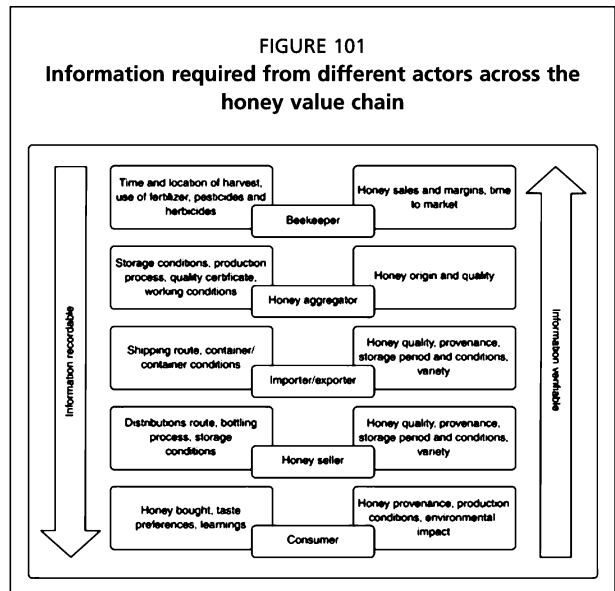 FIGURE 101
Information required from different actors across the
honey value chain
Information recordable
Time and location of harvest,
use of fertilizer, pesticides and
herbicides
Honey sales and margins, time
to market
Beekeeper
Storage conditions, production
process, quality certificate,
working conditions
Honey origin and quality
Honey aggregator
Shipping route, container/
container conditions
Honey quality, provenance,
storage period and conditions,
variety
Importer/exporter
Distributions route, bottling
process, storage
conditions
Honey quality, provenance,
storage period and conditions,
variety
Honey seller
Honey bought, taste
preferences, learnings
Honey provenance, production
conditions, environmental
impact
Consumer
Information verifiable